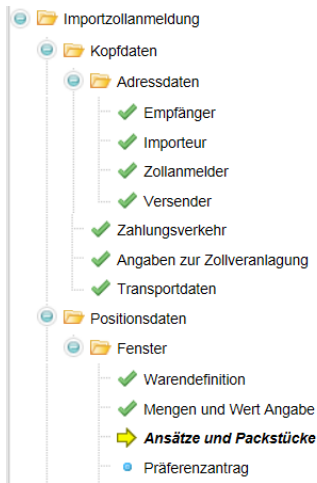 Importzollanmeldung
Kopfdaten
Adressdaten
Empfänger
Importeur
Zollanmelder
Versender
Zahlungsverkehr
Angaben zur Zollveranlagung
Transportdaten
Positionsdaten
Fenster
Warendefinition
Mengen und Wert Angabe
Ansätze und Packstücke
Präferenzantrag